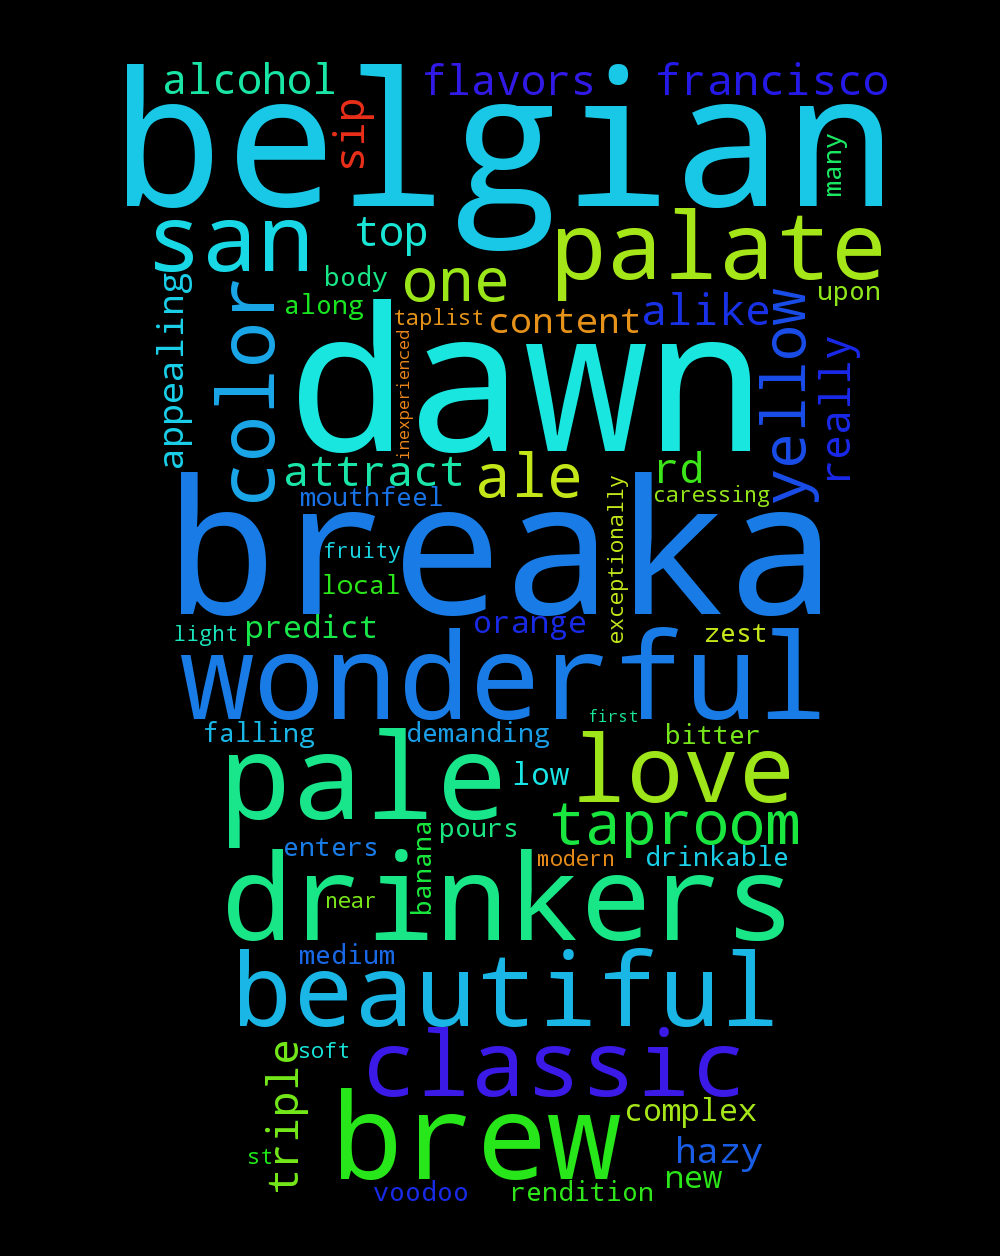 alcohol
flavors
francisco
belgian
sip
many
san
top
palate
body
one
upon
appealing
color
along
taplist
content
alike
yellow
really
inexperienced
dawn
attract
ale
rd
mouthfeel
caressing
breaka
exceptionally
fruity
local
light
predict
orange
zest
wonderful
first
falling
demanding
bitter
pale
low
love
taproom
pours
banana
enters
modern
drinkable
drinkers
near
medium
beautiful
soft
classic
triple
brew
complex
hazy
st
new
voodoo
rendition